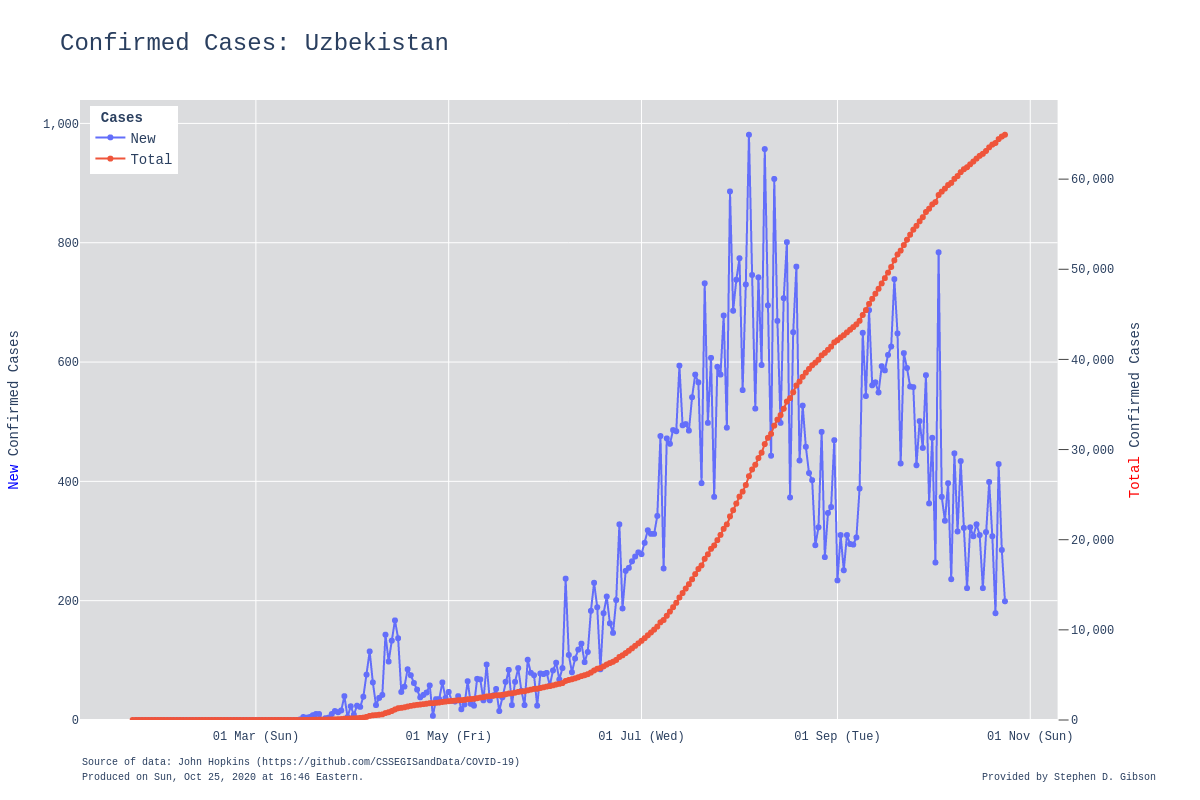 Confirmed Cases: Uzbekistan
Cases
New
Total
1,000
800
600
400
200
0
60,000
50,000
40,000
30,000
20,000
10,000
0
New Confirmed Cases
Total Confirmed Cases
01 Mar (Sun)
01 May (Fri)
01 Jul (Wed)
01 Sep (Tue)
01 Nov (Sun)
Source of data: John Hopkins (https://github.com/CSSEGISandData/COVID-19)
Produced on Sun, Oct 25, 2020 at 16:46 Eastern.
Provided by Stephen D. Gibson